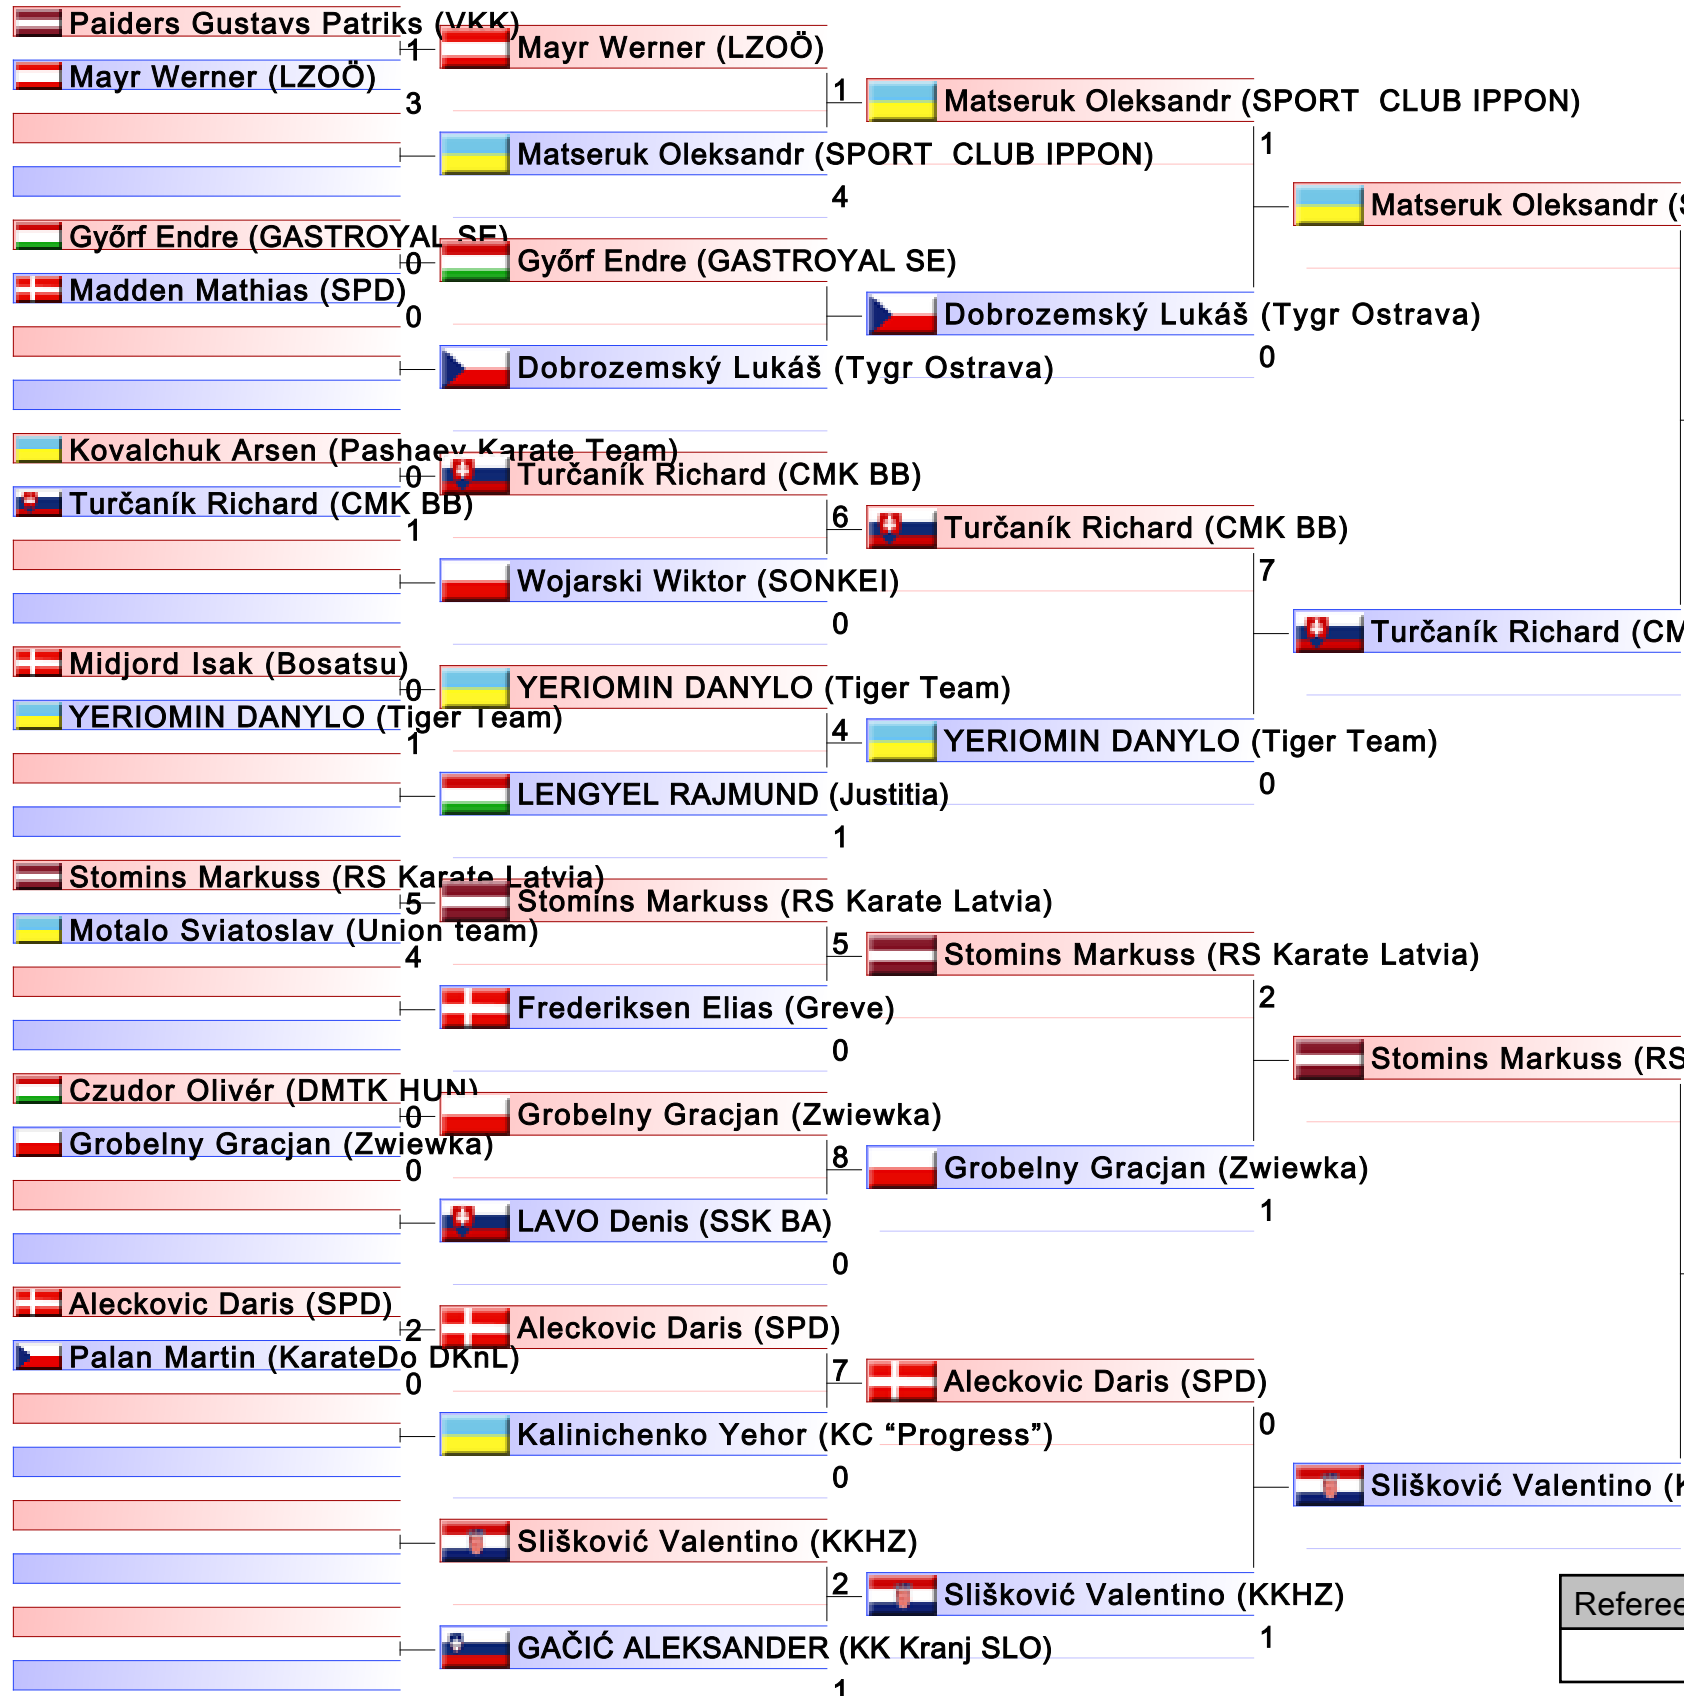 Paiders Gustavs Patriks (VKK)
1
Mayr Werner (LZOÖ)
3
Győrf Endre (GASTROYAL SE)
0
Madden Mathias (SPD)
0
Kovalchuk Arsen (Pashaev Karate Team)
0
Turčaník Richard (CMK BB)
1
Midjord Isak (Bosatsu)
0
YERIOMIN DANYLO (Tiger Team)
1
Stomins Markuss (RS Karate Latvia)
5
Motalo Sviatoslav (Union team)
4
Czudor Olivér (DMTK HUN)
0
Grobelny Gracjan (Zwiewka)
0
Aleckovic Daris (SPD)
2
Palan Martin (KarateDo DKnL)
0
Mayr Werner (LZOÖ)
1
Matseruk Oleksandr (SPORT CLUB IPPON)
4
Győrf Endre (GASTROYAL SE)
Dobrozemský Lukáš (Tygr Ostrava)
Turčaník Richard (CMK BB)
6
Wojarski Wiktor (SONKEI)
0
YERIOMIN DANYLO (Tiger Team)
4
LENGYEL RAJMUND (Justitia)
1
Stomins Markuss (RS Karate Latvia)
5
Frederiksen Elias (Greve)
0
Grobelny Gracjan (Zwiewka)
8
LAVO Denis (SSK BA)
0
Aleckovic Daris (SPD)
7
Kalinichenko Yehor (KC “Progress”)
0
Slišković Valentino (KKHZ)
2
GAČIĆ ALEKSANDER (KK Kranj SLO)
1
Matseruk Oleksandr (SPORT CLUB IPPON)
1
Dobrozemský Lukáš (Tygr Ostrava)
0
Turčaník Richard (CMK BB)
7
YERIOMIN DANYLO (Tiger Team)
0
Stomins Markuss (RS Karate Latvia)
2
Grobelny Gracjan (Zwiewka)
1
Aleckovic Daris (SPD)
0
Slišković Valentino (KKHZ)
1
Matseruk Oleksandr (S
Turčaník Richard (CM
Stomins Markuss (RS
Slišković Valentino (K
Referee